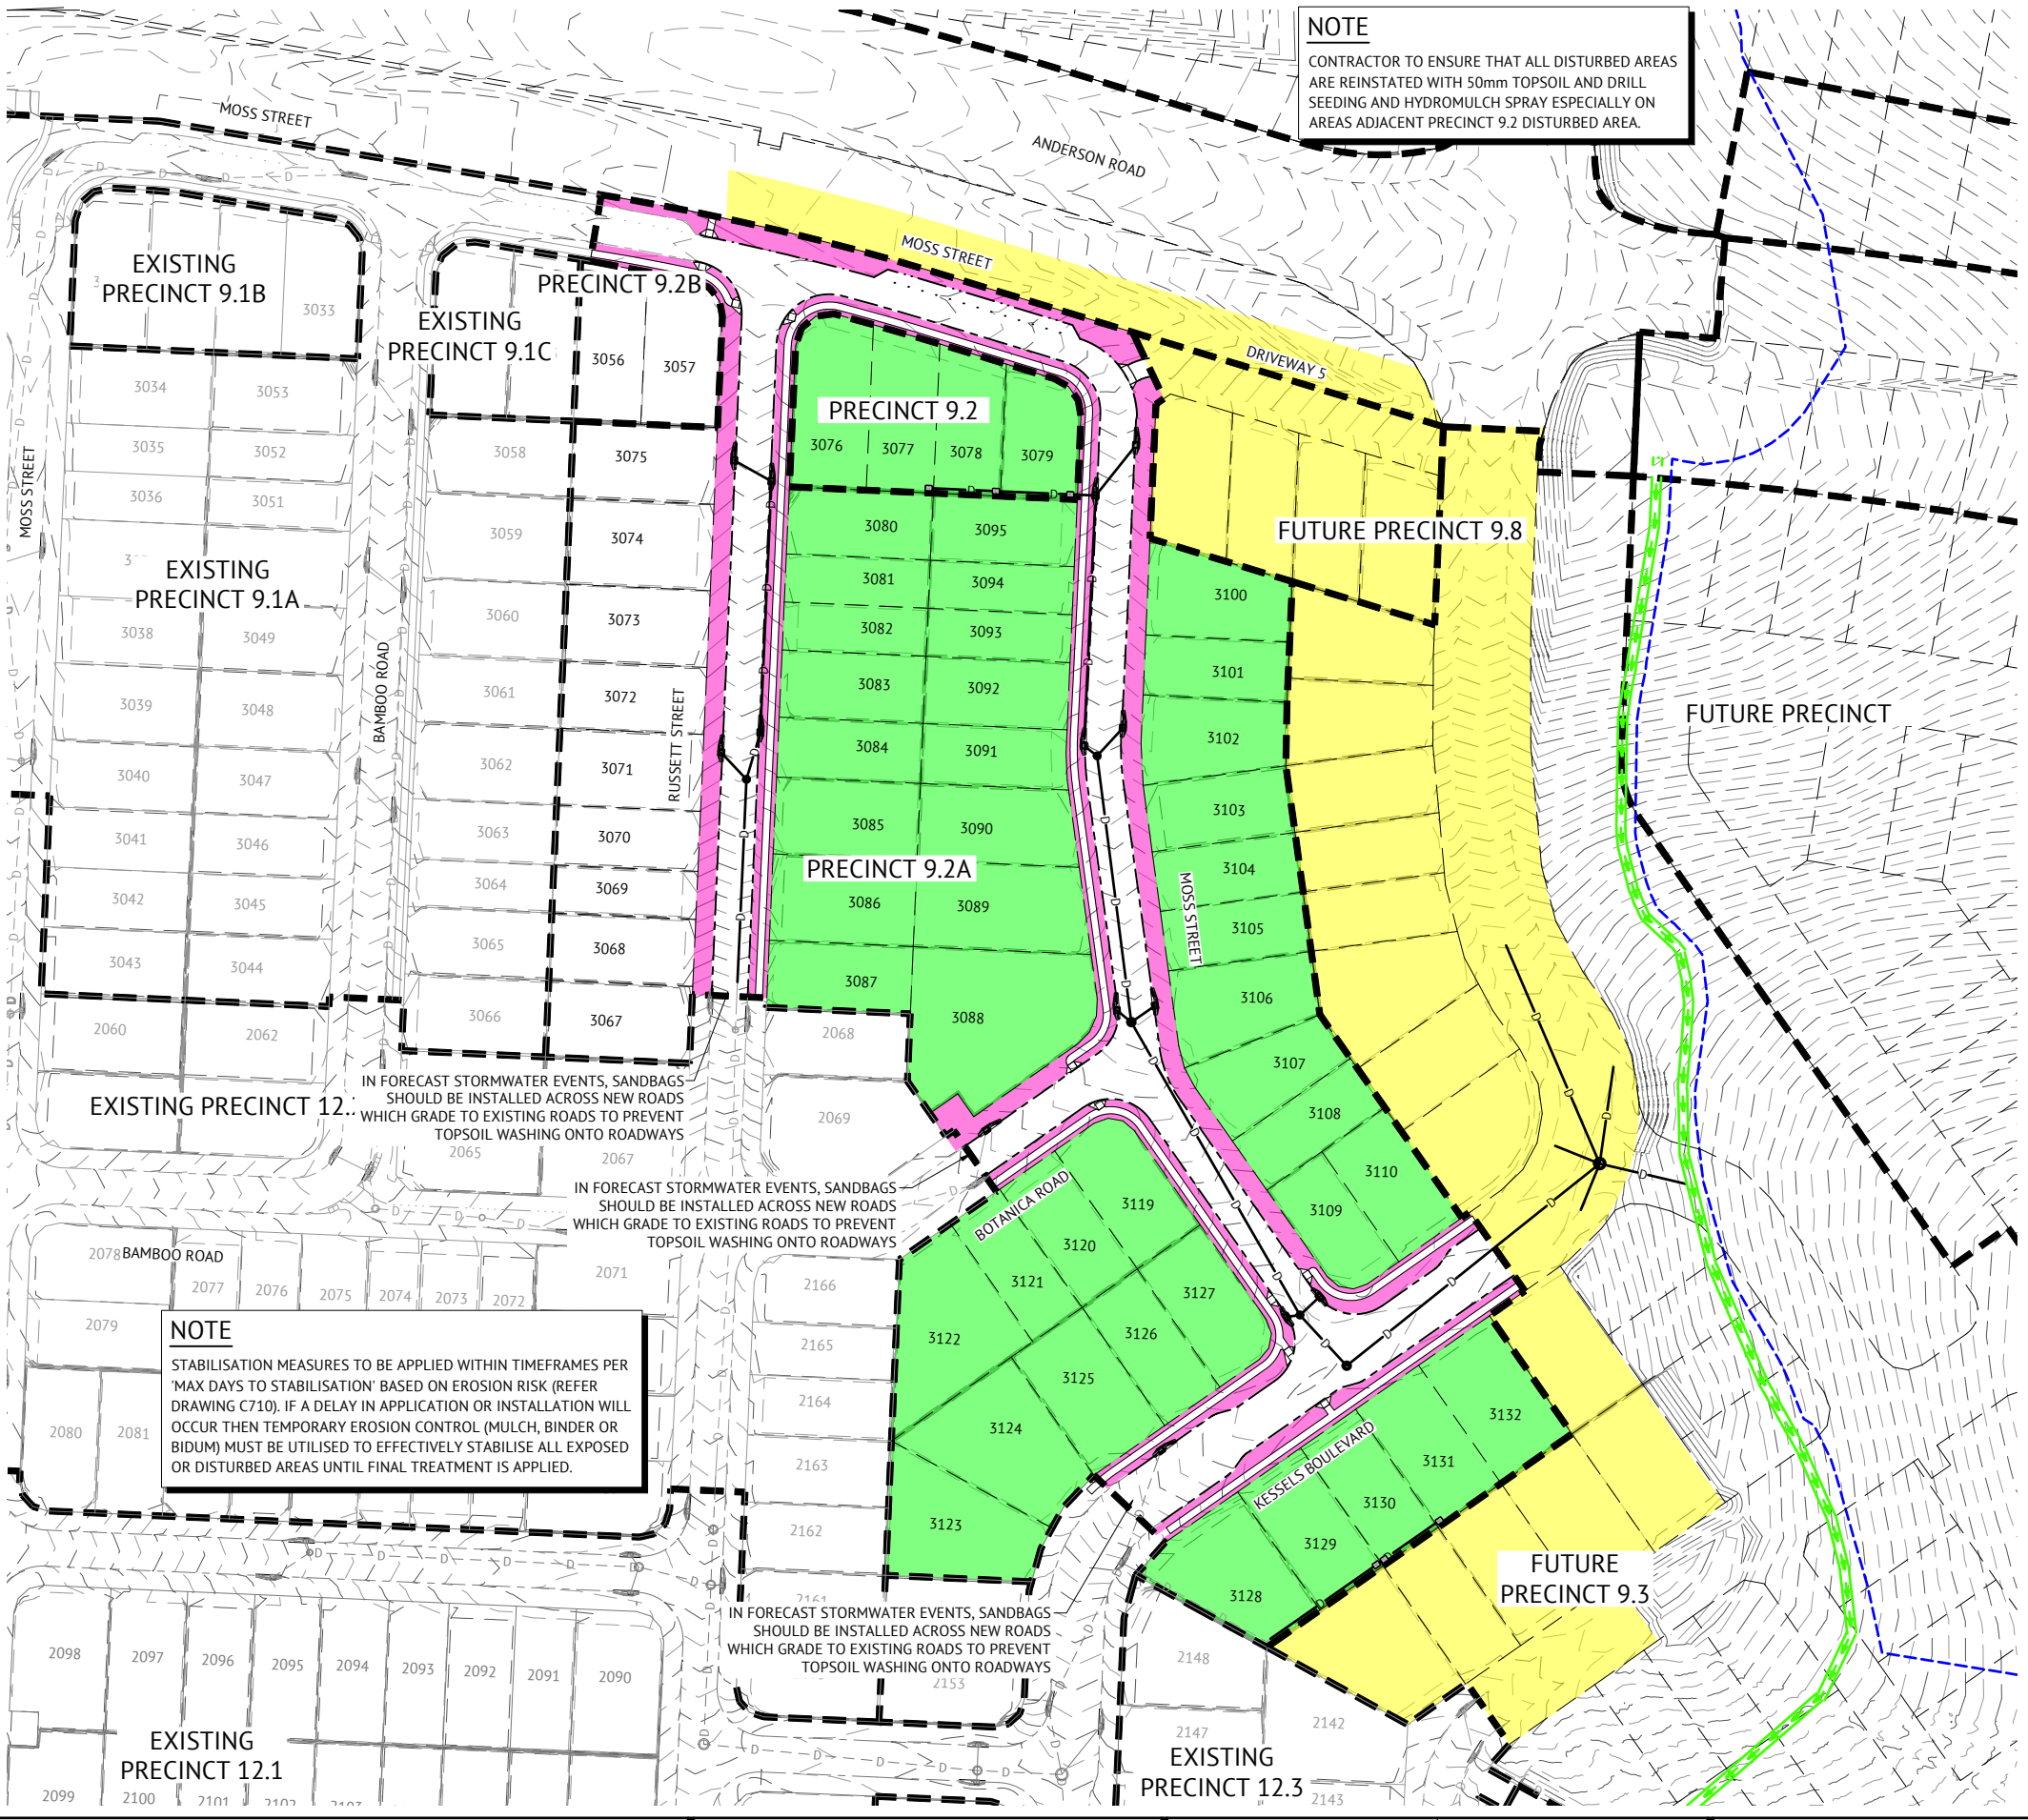 NOTE
CONTRACTOR TO ENSURE THAT ALL DISTURBED AREAS
ARE REINSTATED WITH 50mm TOPSOIL AND DRILL
SEEDING AND HYDROMULCH SPRAY ESPECIALLY ON
AREAS ADJACENT PRECINCT 9.2 DISTURBED AREA.
MOSS STREET
ANDERSON ROAD
MOSS STREET
DRIVEWAY 5
EXISTING
PRECINCT 9.1B
3033
PRECINCT 9.2B
EXISTING
PRECINCT 9.1C
3056
3057
PRECINCT 9.2
3076
3077
3078
3079
3034
3053
3035
3052
3036
3051
MOSS STREET
EXISTING
PRECINCT 9.1A
3038
3049
3039
3048
3040
3047
3041
3046
3042
3045
3043
3044
2060
2062
BAMBOO ROAD
3058
3075
3059
3074
3060
3073
3061
3072
3062
3071
3063
3070
3064
3069
3065
3068
3066
3067
RUSSETT STREET
3080
3095
3081
3094
3082
3093
3083
3092
3084
3091
3085
3090
PRECINCT 9.2A
3086
3089
3087
3088
2068
2069
FUTURE PRECINCT 9.8
3100
3101
3102
3103
3104
3105
3106
3107
3108
3110
3109
MOSS STREET
FUTURE PRECINCT
EXISTING PRECINCT 12.
IN FORECAST STORMWATER EVENTS, SANDBAGS
SHOULD BE INSTALLED ACROSS NEW ROADS
WHICH GRADE TO EXISTING ROADS TO PREVENT
TOPSOIL WASHING ONTO ROADWAYS
2065
2067
IN FORECAST STORMWATER EVENTS, SANDBAGS
SHOULD BE INSTALLED ACROSS NEW ROADS
WHICH GRADE TO EXISTING ROADS TO PREVENT
TOPSOIL WASHING ONTO ROADWAYS
BOTANICA ROAD
3119
3120
3121
3127
3122
3126
3125
3124
3123
2078
BAMBOO ROAD
2077
2076
2075
2074
2073
2072
2071
2079
2080
2081
NOTE
STABILISATION MEASURES TO BE APPLIED WITHIN TIMEFRAMES PER
'MAX DAYS TO STABILISATION' BASED ON EROSION RISK (REFER
DRAWING C710). IF A DELAY IN APPLICATION OR INSTALLATION WILL
OCCUR THEN TEMPORARY EROSION CONTROL (MULCH, BINDER OR
BIDUM) MUST BE UTILISED TO EFFECTIVELY STABILISE ALL EXPOSED
OR DISTURBED AREAS UNTIL FINAL TREATMENT IS APPLIED.
2166
2165
2164
2163
2162
2161
KESSELS BOULEVARD
3132
3131
3130
3129
3128
FUTURE
PRECINCT 9.3
IN FORECAST STORMWATER EVENTS, SANDBAGS
SHOULD BE INSTALLED ACROSS NEW ROADS
WHICH GRADE TO EXISTING ROADS TO PREVENT
TOPSOIL WASHING ONTO ROADWAYS
2153
2148
2147
2142
2143
EXISTING
PRECINCT 12.3
2098
2097
2096
2095
2094
2093
2092
2091
2090
EXISTING
PRECINCT 12.1
2099
2100
2101
2102